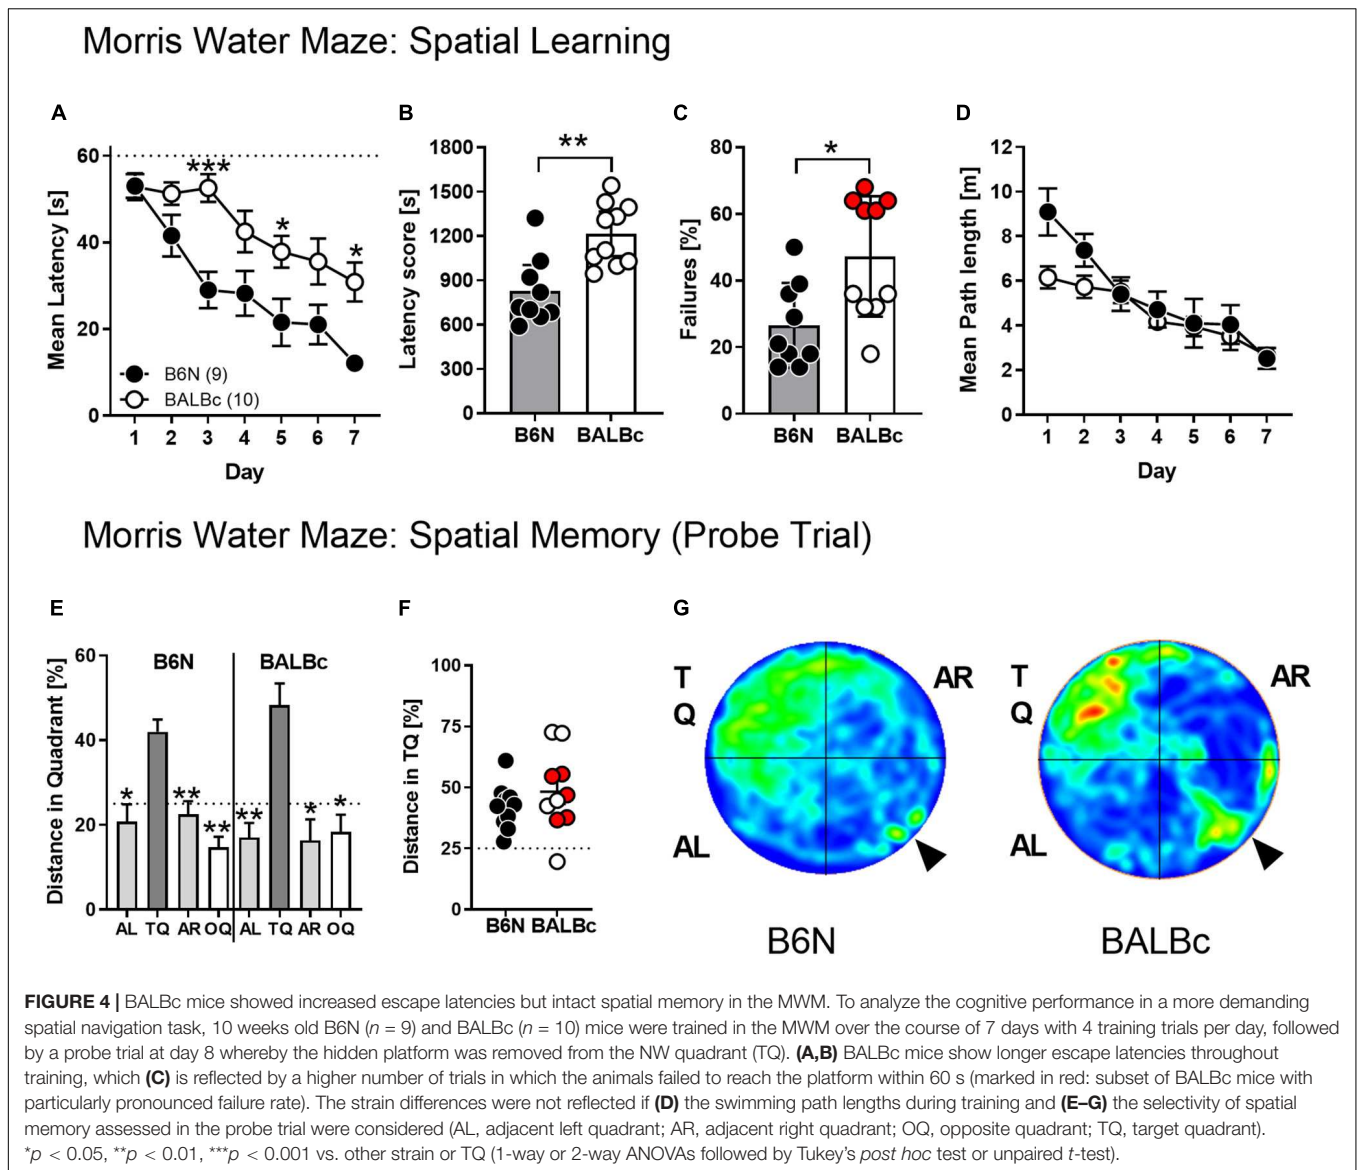 Morris Water Maze: Spatial Learning
A
B
C
D
Mean Latency [s]
60
40
20
0
***
*
*
B6N (9)
BALBc (10)
1 2 3 4 5 6 7
Day
Latency score [s]
1800
1500
1200
900
600
300
0
**
B6N BALBc
Failures [%]
80
60
40
20
0
*
B6N BALBc
Mean Path length [m]
12
10
8
6
4
2
0
1 2 3 4 5 6 7
Day
Morris Water Maze: Spatial Memory (Probe Trial)
E
F
G
Distance in Quadrant [%]
60
40
20
0
B6N BALBc
* ** ** ** * *
AL TQ AR OQ AL TQ AR OQ
Distance in TQ [%]
100
75
50
25
0
B6N BALBc
T
Q
AR
AL
B6N
T
Q
AR
AL
BALBc
FIGURE 4 | BALBc mice showed increased escape latencies but intact spatial memory in the MWM. To analyze the cognitive performance in a more demanding
spatial navigation task, 10 weeks old B6N (n = 9) and BALBc (n = 10) mice were trained in the MWM over the course of 7 days with 4 training trials per day, followed
by a probe trial at day 8 whereby the hidden platform was removed from the NW quadrant (TQ). (A,B) BALBc mice show longer escape latencies throughout
training, which (C) is reflected by a higher number of trials in which the animals failed to reach the platform within 60 s (marked in red: subset of BALBc mice with
particularly pronounced failure rate). The strain differences were not reflected if (D) the swimming path lengths during training and (E–G) the selectivity of spatial
memory assessed in the probe trial were considered (AL, adjacent left quadrant; AR, adjacent right quadrant; OQ, opposite quadrant; TQ, target quadrant).
*p < 0.05, **p < 0.01, ***p < 0.001 vs. other strain or TQ (1-way or 2-way ANOVAs followed by Tukey's post hoc test or unpaired t-test).